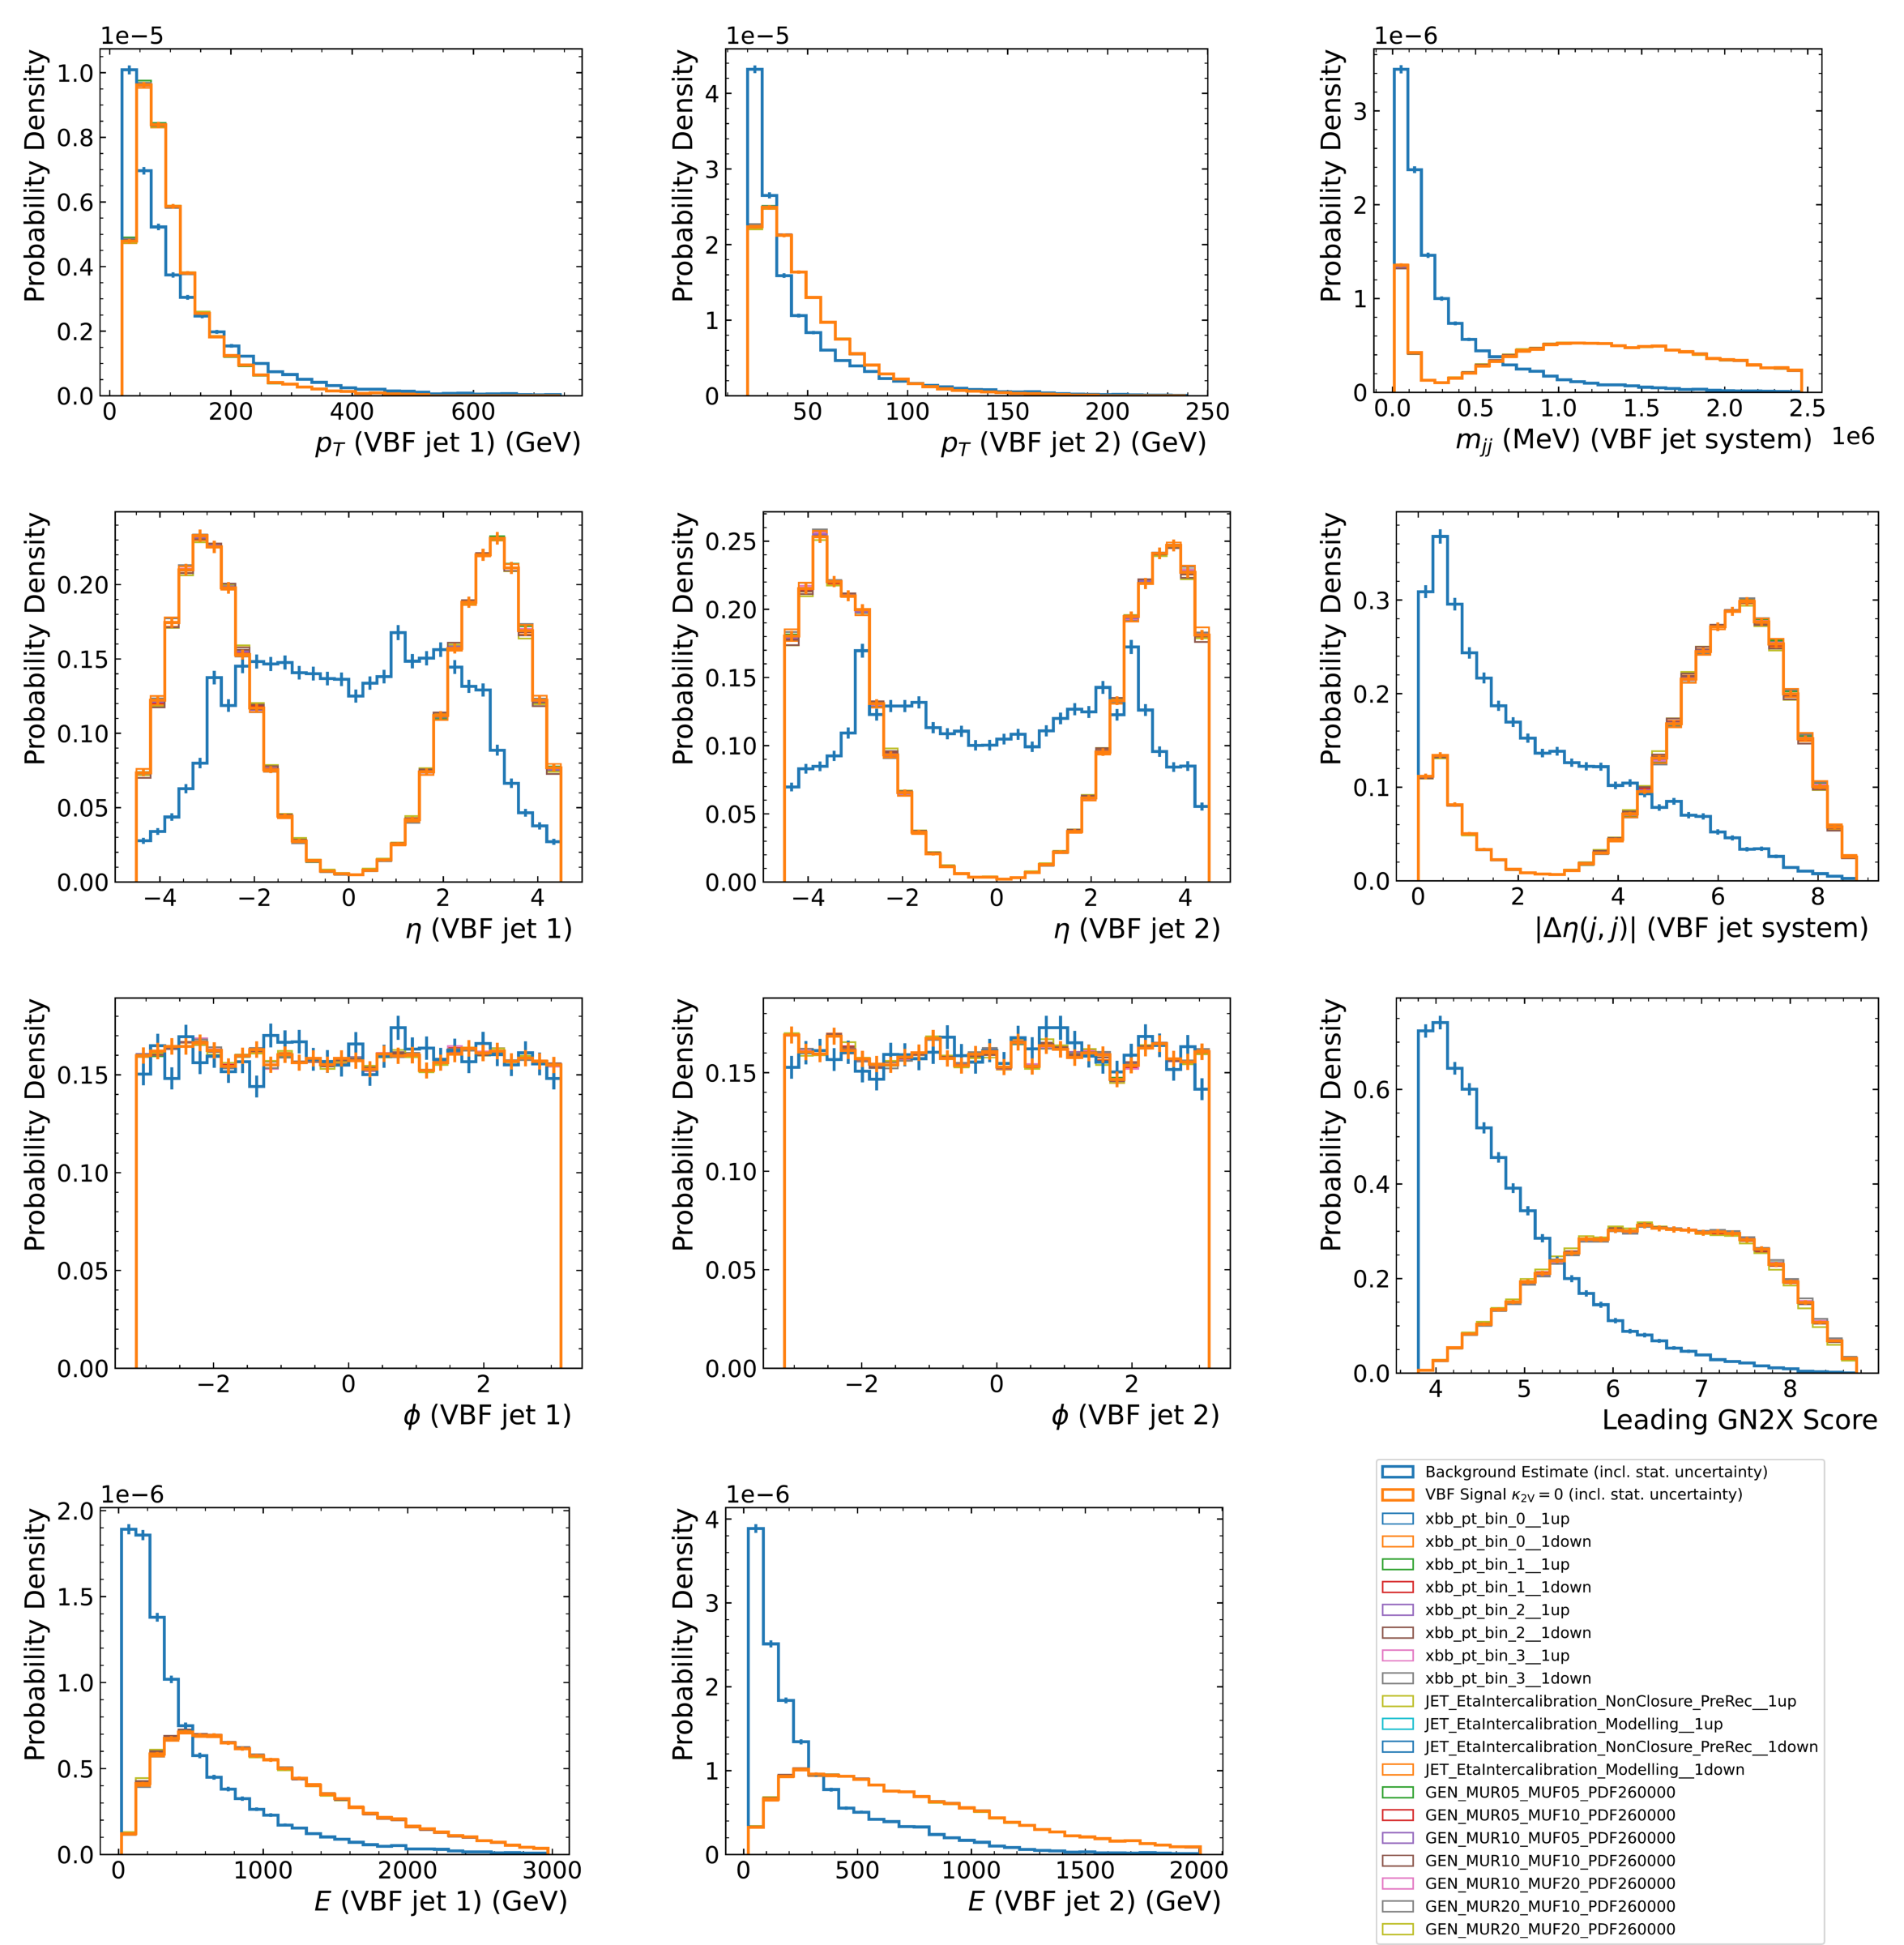 1e−5
Probability Density
1.0
0.8
0.6
0.4
0.2
0.0
0 200 400 600
pT (VBF jet 1) (GeV)
1e−5
Probability Density
4
3
2
1
0
50 100 150 200 250
pT (VBF jet 2) (GeV)
1e−6
Probability Density
3
2
1
0
0.0 0.5 1.0 1.5 2.0 2.5
mjj (MeV) (VBF jet system) 1e6
Probability Density
0.20
0.15
0.10
0.05
0.00
−4 −2 0 2 4
η (VBF jet 1)
Probability Density
0.25
0.20
0.15
0.10
0.05
0.00
−4 −2 0 2 4
η (VBF jet 2)
Probability Density
0.3
0.2
0.1
0.0
0 2 4 6 8
|Δη(j, j)| (VBF jet system)
Probability Density
0.15
0.10
0.05
0.00
−2 0 2
ϕ (VBF jet 1)
Probability Density
0.15
0.10
0.05
0.00
−2 0 2
ϕ (VBF jet 2)
Probability Density
0.6
0.4
0.2
0.0
4 5 6 7 8
Leading GN2X Score
1e−6
Probability Density
2.0
1.5
1.0
0.5
0.0
0 1000 2000 3000
E (VBF jet 1) (GeV)
1e−6
Probability Density
4
3
2
1
0
0 500 1000 1500 2000
E (VBF jet 2) (GeV)
Background Estimate (incl. stat. uncertainty)
VBF Signal κ2V = 0 (incl. stat. uncertainty)
xbb_pt_bin_0__1up
xbb_pt_bin_0__1down
xbb_pt_bin_1__1up
xbb_pt_bin_1__1down
xbb_pt_bin_2__1up
xbb_pt_bin_2__1down
xbb_pt_bin_3__1up
xbb_pt_bin_3__1down
JET_EtaIntercalibration_NonClosure_PreRec__1up
JET_EtaIntercalibration_Modelling__1up
JET_EtaIntercalibration_NonClosure_PreRec__1down
JET_EtaIntercalibration_Modelling__1down
GEN_MUR05_MUF05_PDF260000
GEN_MUR05_MUF10_PDF260000
GEN_MUR10_MUF05_PDF260000
GEN_MUR10_MUF10_PDF260000
GEN_MUR10_MUF20_PDF260000
GEN_MUR20_MUF10_PDF260000
GEN_MUR20_MUF20_PDF260000